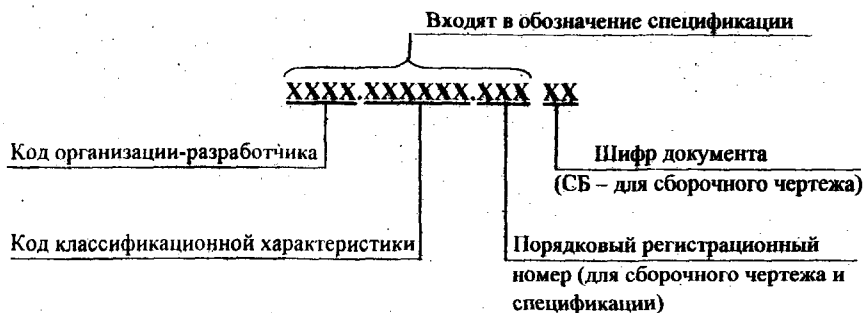 Входят в обозначение спецификации
XXXX.XXXXXX.XXX XX
Код организации-разработчика
Шифр документа
(СБ – для сборочного чертежа)
Код классификационной характеристики
Порядковый регистрационный
номер (для сборочного чертежа и
спецификации)